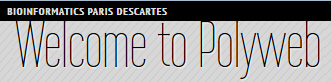 BIOINFORMATICS PARIS DESCARTES
Welcome to Polyweb